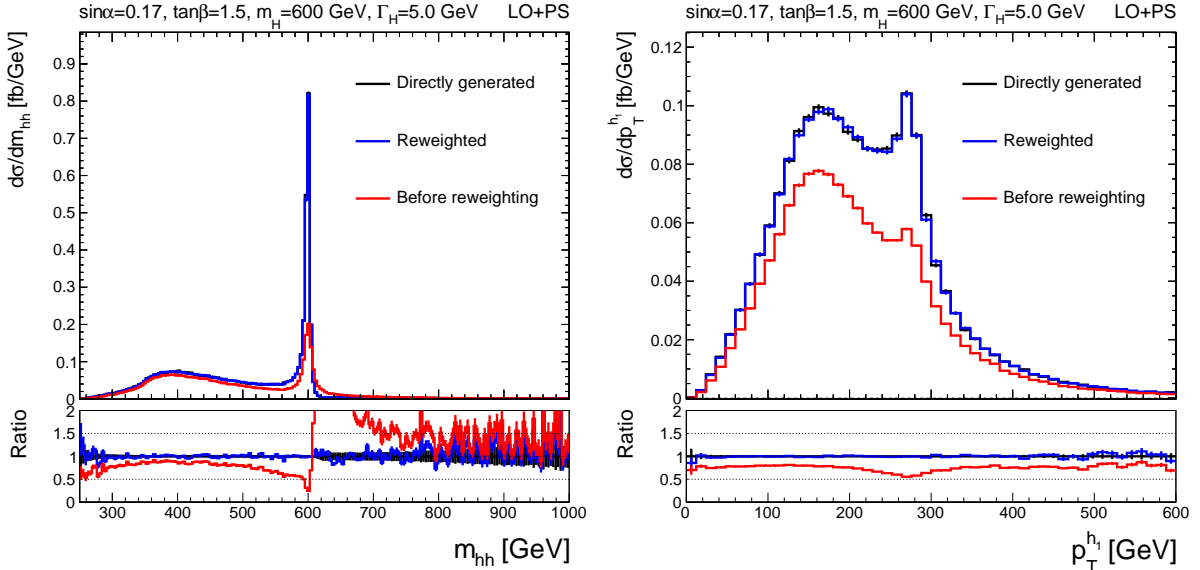 sinα=0.17, tanβ=1.5, m_H=600 GeV, Γ_H=5.0 GeV LO+PS
dσ/dm_hh [fb/GeV]
0.9
0.8
0.7
0.6
0.5
0.4
0.3
0.2
0.1
0
Directly generated
Reweighted
Before reweighting
Ratio
2
1.5
1
0.5
0
300 400 500 600 700 800 900 1000
m_hh [GeV]
sinα=0.17, tanβ=1.5, m_H=600 GeV, Γ_H=5.0 GeV LO+PS
dσ/dp_T^h_1 [fb/GeV]
0.12
0.1
0.08
0.06
0.04
0.02
0
Directly generated
Reweighted
Before reweighting
Ratio
2
1.5
1
0.5
0
0 100 200 300 400 500 600
p_T^h_1 [GeV]